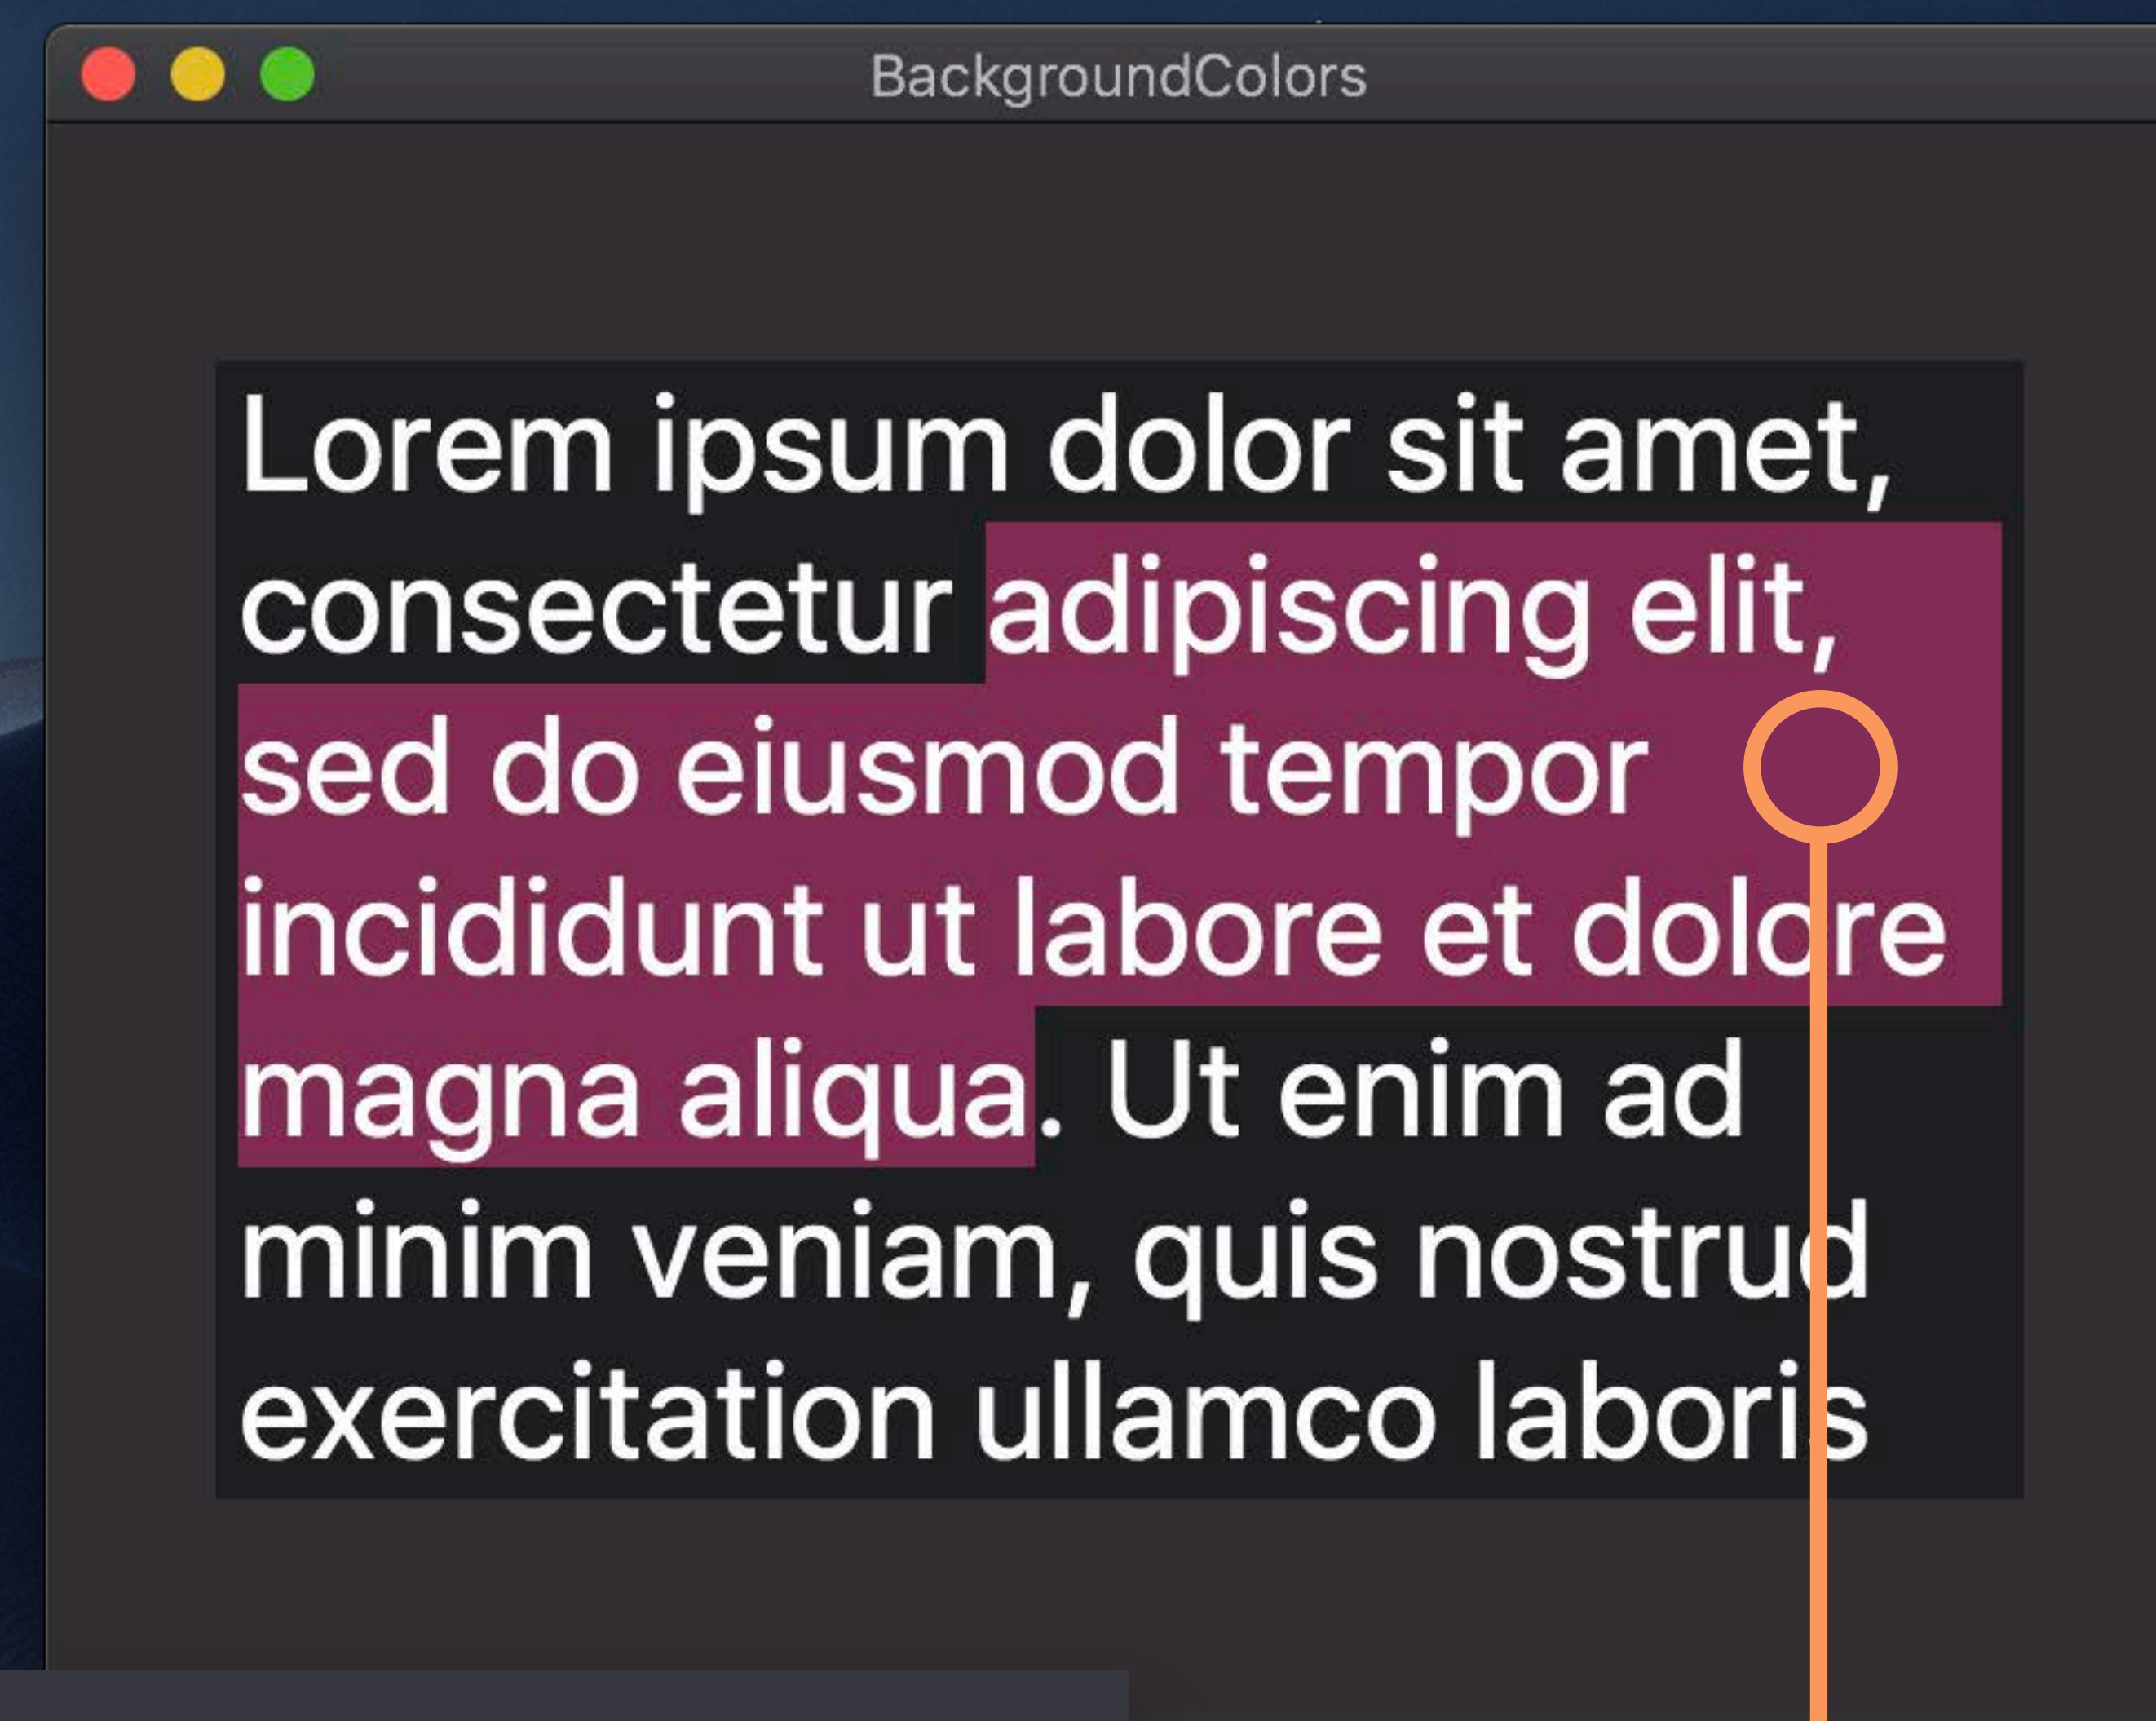 BackgroundColors
Lorem ipsum dolor sit amet,
consectetur adipiscing elit,
sed do eiusmod tempor
incididunt ut labore et dolore
magna aliqua. Ut enim ad
minim veniam, quis nostrud
exercitation ullamco laboris